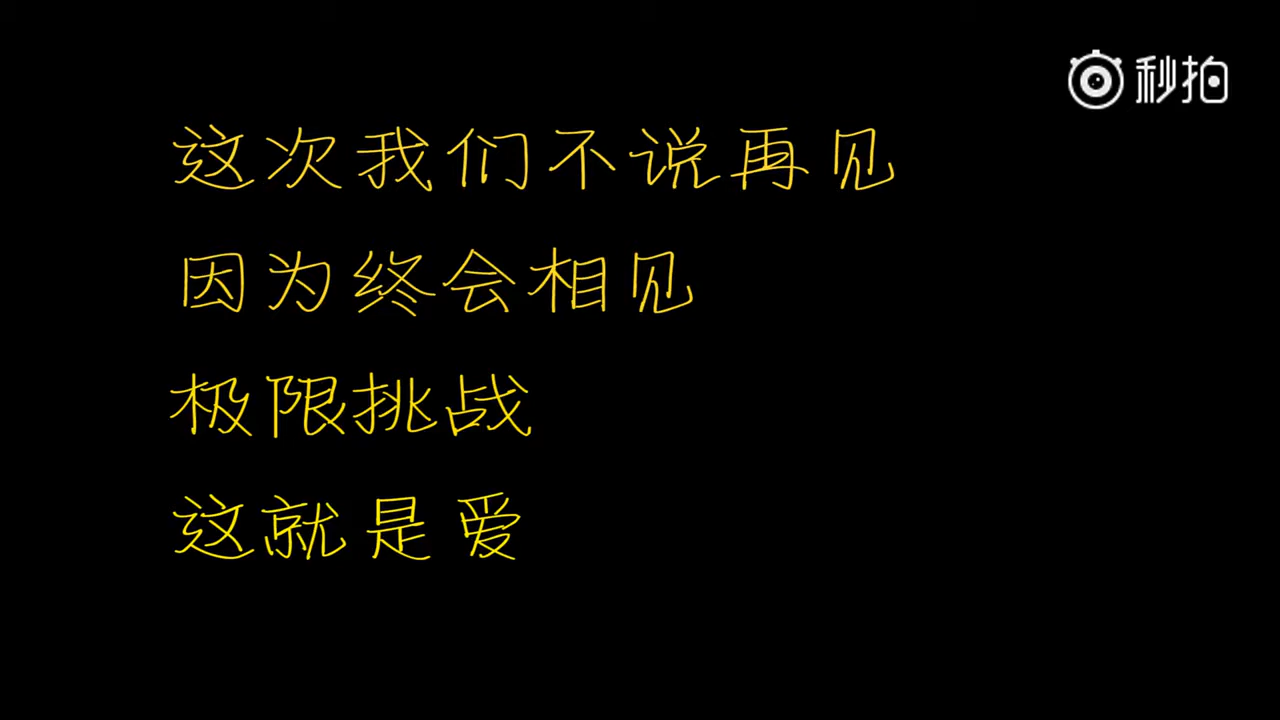 秒拍
这次我们不说再见
因为终会相见
极限挑战
这就是爱